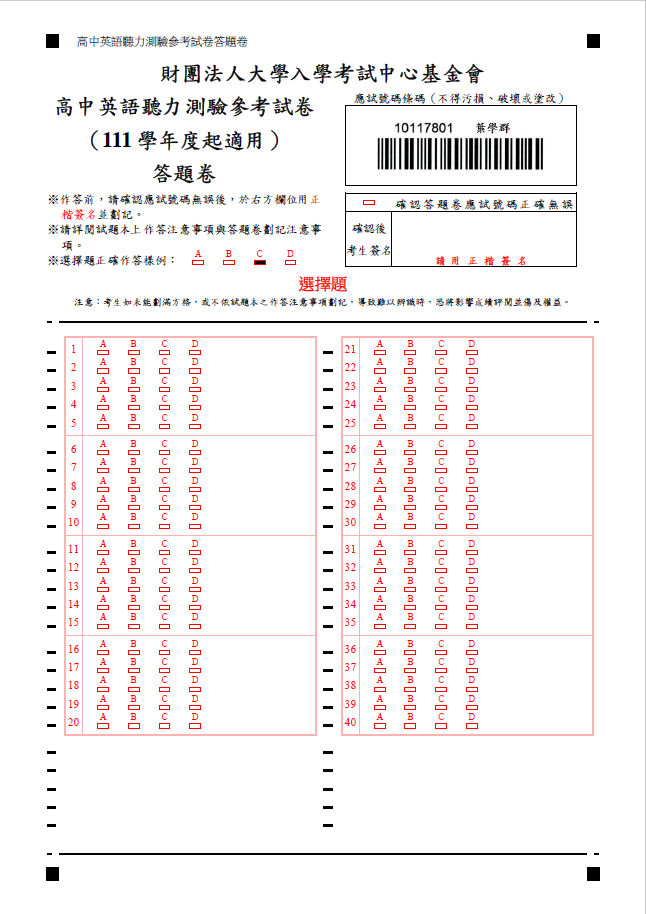 高中英語聽力測驗參考試卷答題卷
財團法人大學入學考試中心基金會
高中英語聽力測驗參考試卷
（111 學年度起適用）
答題卷
應試號碼條碼（不得污損、破壞或塗改）
10117801 葉學群
※作答前，請確認應試號碼無誤後，於右方欄位用正
楷簽名並劃記。
※請詳閱試題本上作答注意事項與答題卷劃記注意事
項。
※選擇題正確作答樣例： A B C D
確認答題卷應試號碼正確無誤
確認後
考生簽名
請用正楷簽名
選擇題
注意：考生如未能劃滿方格，或不依試題本之作答注意事項劃記，導致難以辨識時，恐將影響成績評閱並傷及權益。
1 A B C D
2 A B C D
3 A B C D
4 A B C D
5 A B C D
6 A B C D
7 A B C D
8 A B C D
9 A B C D
10 A B C D
11 A B C D
12 A B C D
13 A B C D
14 A B C D
15 A B C D
16 A B C D
17 A B C D
18 A B C D
19 A B C D
20 A B C D
21 A B C D
22 A B C D
23 A B C D
24 A B C D
25 A B C D
26 A B C D
27 A B C D
28 A B C D
29 A B C D
30 A B C D
31 A B C D
32 A B C D
33 A B C D
34 A B C D
35 A B C D
36 A B C D
37 A B C D
38 A B C D
39 A B C D
40 A B C D